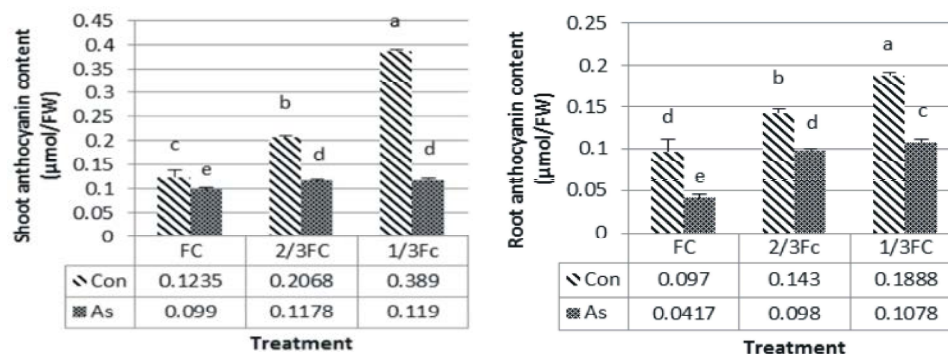 Shoot anthocyanin content
(µmol/FW)
0.45
0.4
0.35
0.3
0.25
0.2
0.15
0.1
0.05
0
c
e
b
d
a
d
FC 2/3FC 1/3Fc
Con 0.1235 0.2068 0.389
As 0.099 0.1178 0.119
Treatment
Root anthocyanin content
(µmol/FW)
0.25
0.2
0.15
0.1
0.05
0
d
e
b
d
a
c
FC 2/3Fc 1/3Fc
Con 0.097 0.143 0.1888
As 0.0417 0.098 0.1078
Treatment